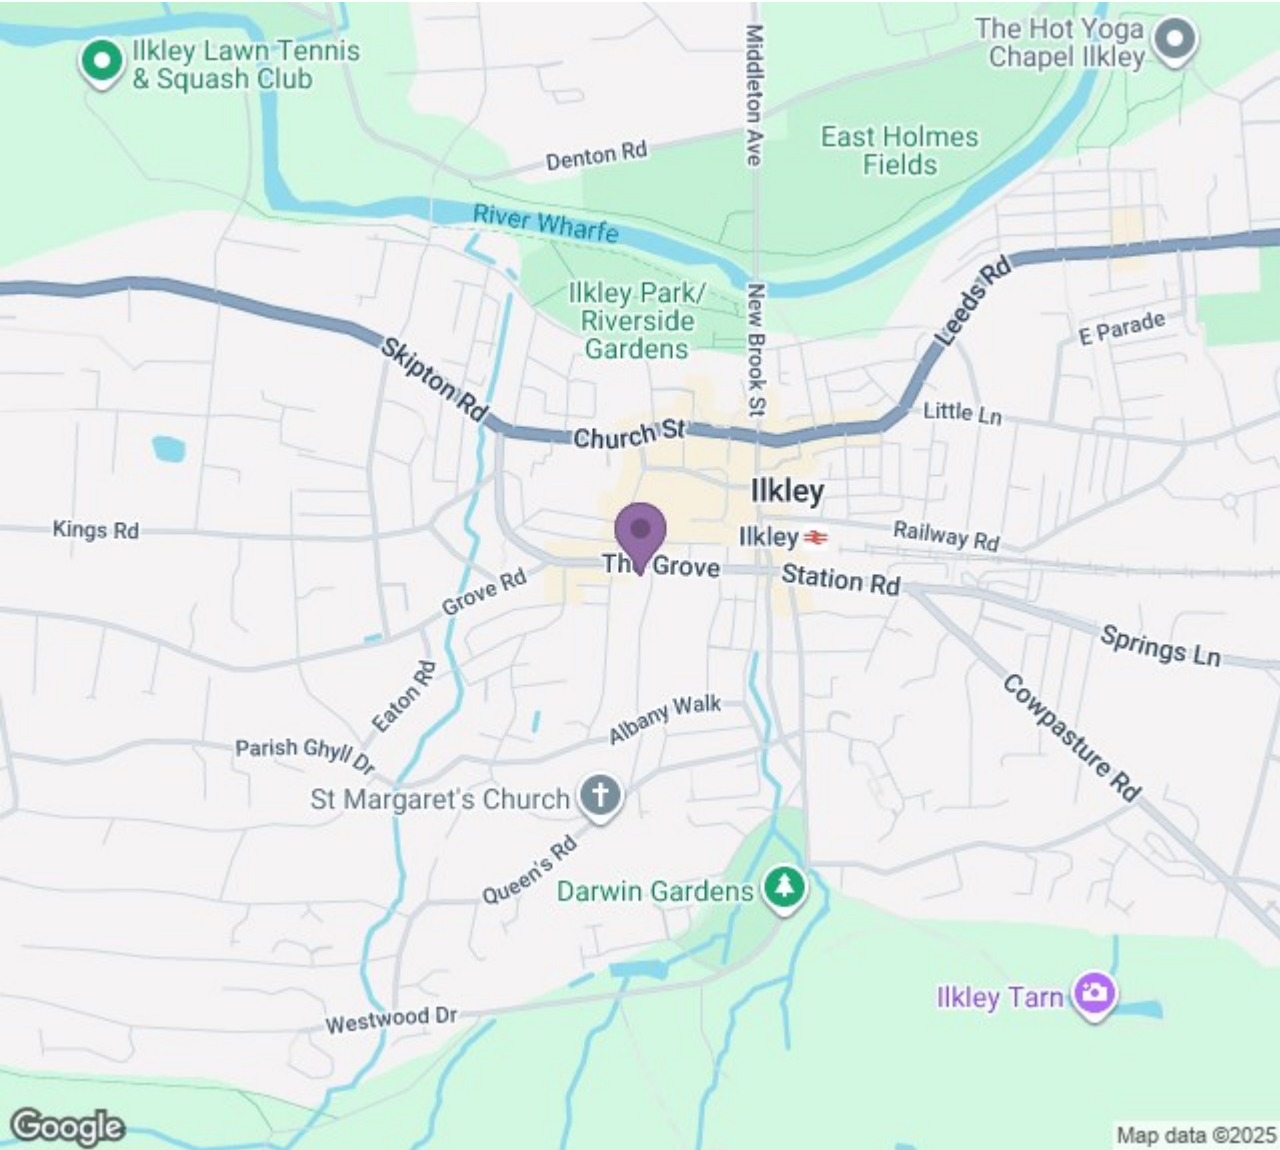 Ilkley Lawn Tennis
& Squash Club
Middleton Ave
The Hot Yoga
Chapel Ilkley
Denton Rd
East Holmes
Fields
River Wharfe
Ilkley Park/
Riverside
Gardens
New Brook St
Leeds Rd
E Parade
Skipton Rd
Church St
Little Ln
Ilkley
Kings Rd
Ilkley
Railway Rd
The Grove
Station Rd
Grove Rd
Springs Ln
Eaton Rd
Albany Walk
Cowpasture Rd
Parish Ghyll Dr
St Margaret's Church
Queen's Rd
Darwin Gardens
Ilkley Tarn
Westwood Dr
Google
Map data ©2025